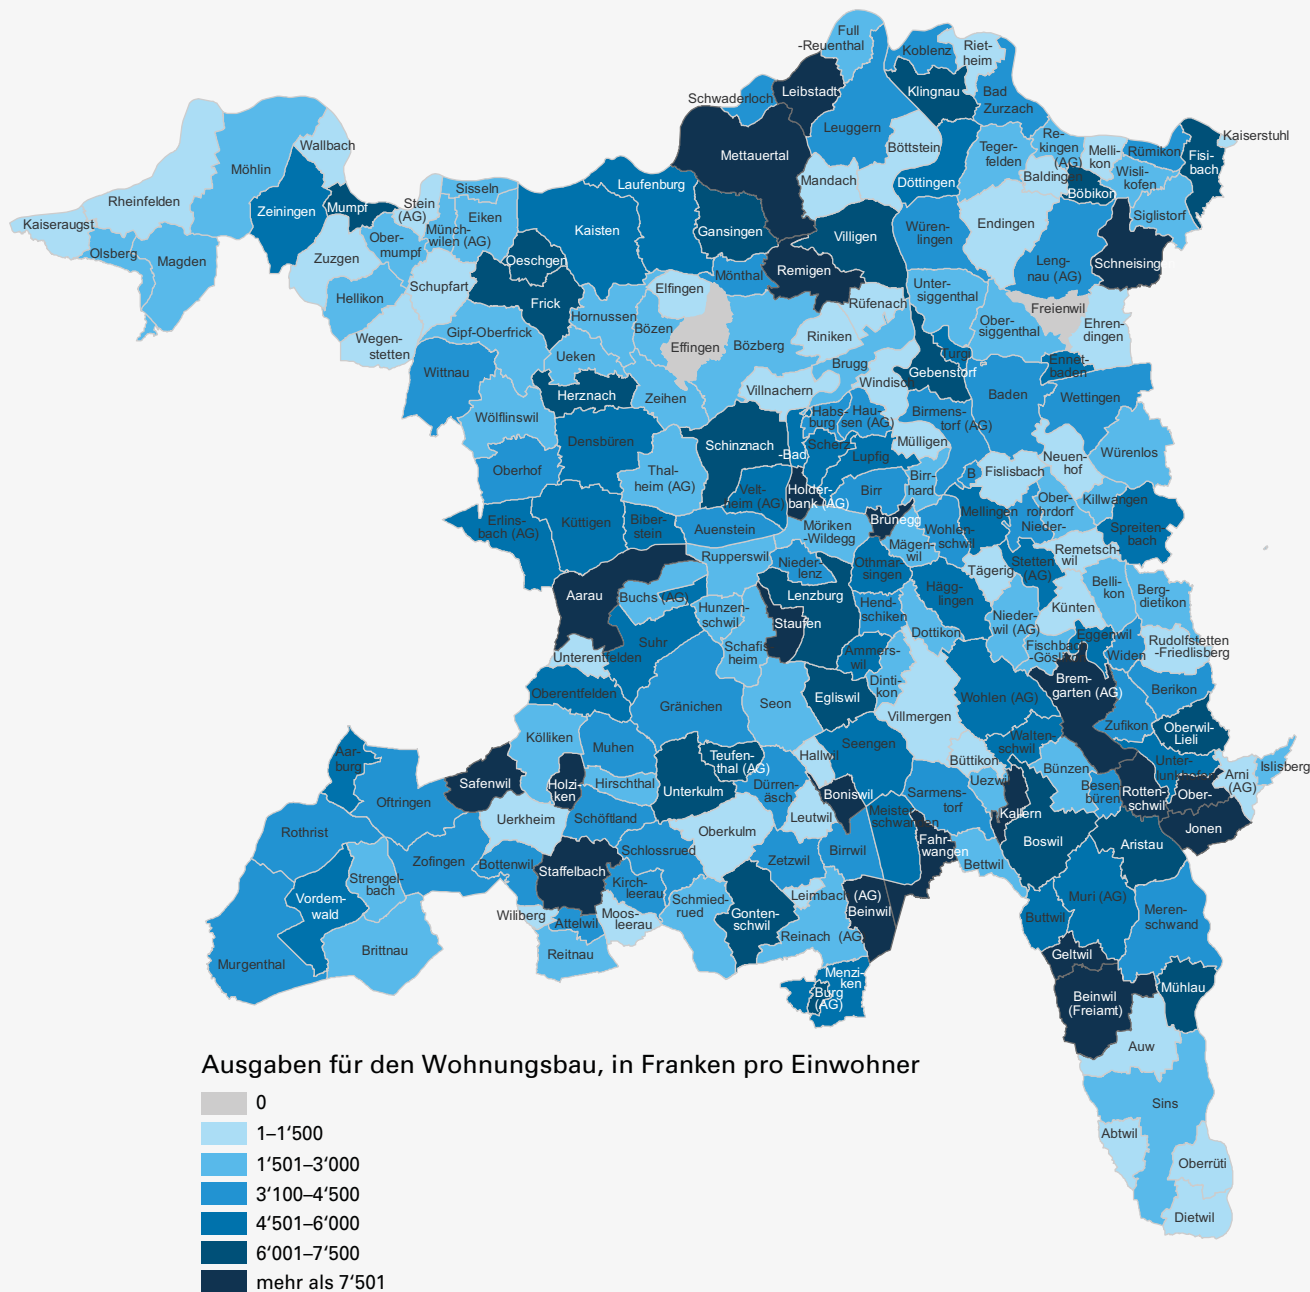 Full
-Reuenthal
Koblenz
Riet-
heim
Leibstadt
Klingnau
Bad
Zurzach
Schwaderloch
Leuggern
Böttstein
Mettauertal
Mandach
Döttingen
Teger-
felden
Re-
kingen
(AG)
Melli-
kon
Rümikon
Kaiserstuhl
Fisi-
bach
Baldingen
Böbikon
Wisli-
kofen
Siglistorf
Wallbach
Möhlin
Rheinfelden
Kaiseraugst
Zeiningen
Mumpf
Stein
(AG)
Sisseln
Eiken
Münch-
wilen (AG)
Ober-
mumpf
Olsberg
Magden
Zuzgen
Hellikon
Schupfart
Wegen-
stetten
Laufenburg
Kaisten
Gansingen
Villigen
Würen-
lingen
Endingen
Leng-
nau (AG)
Schneising
Oeschgen
Frick
Mönthal
Remigen
Elfingen
Rüfenach
Unter-
siggenthal
Freienwil
Ehren-
dingen
Hornussen
Bözen
Effingen
Bözberg
Riniken
Ober-
siggenthal
Gipf-Oberfrick
Ueken
Brugg
Turgi
Ennet-
baden
Wittnau
Herznach
Zeihen
Villnachern
Windisch
Gebenstorf
Baden
Wettingen
Wölflinswil
Densbüren
Schinznach
-Bad
Habs-
burg
Hau-
sen (AG)
Birmens-
torf (AG)
Scherz
Lupfig
Mülligen
Neuen-
hof
Würenlos
Oberhof
Thal-
heim (AG)
Velt-
heim (AG)
Holder-
bank (AG)
Birr
Birr-
hard
B
Fislisbach
Ober-
rohrdorf
Killwangen
Erlins-
bach (AG)
Küttigen
Biber-
stein
Auenstein
Möriken
-Wildegg
Brunegg
Mägen-
wil
Wohlen-
schwil
Mellingen
Nieder-
Spreiten-
bach
Rupperswil
Nieder-
lenz
Othmar-
singen
Tägerig
Stetten
(AG)
Remetsch-
wil
Aarau
Buchs (AG)
Hunzen-
schwil
Lenzburg
Staufen
Hend-
schiken
Hägg-
lingen
Künten
Belli-
kon
Berg-
dietikon
Suhr
Schafis
heim
Ammers-
wil
Dottikon
Nieder-
wil (AG)
Fischbach
-Göslikon
Eggenwil
Widen
Rudolfstetten
-Friedlisberg
Unterentfelden
Oberentfelden
Gränichen
Seon
Egliswil
Dinti-
kon
Villmergen
Wohlen (AG)
Brem-
garten (AG)
Berikon
Zufikon
Oberwil-
Lieli
Kölliken
Muhen
Teufen-
thal (AG)
Hallwil
Seengen
Büttikon
Walten-
schwil
Bünzen
Unter-
lunkhofen
Islisberg
Arni
(AG)
Aar-
burg
Safenwil
Holzi-
ken
Hirschthal
Unterkulm
Dürren-
äsch
Boniswil
Meister-
schwanden
Sarmens-
torf
Uezwil
Kallern
Besen-
büren
Rotten-
schwil
Ober-
Jonen
Oftringen
Rothrist
Uerkheim
Schöftland
Oberkulm
Leutwil
Fahr-
wangen
Boswil
Aristau
Zofingen
Bottenwil
Staffelbach
Schlossrued
Zetzwil
Birrwil
Bettwil
Strengel-
bach
Vordem-
wald
Kirch-
leerau
Schmied-
rued
Gonten-
schwil
Leimbach
(AG)
Beinwil
Muri (AG)
Meren-
schwand
Wiliberg
Attelwil
Moos-
leerau
Reinach (AG)
Buttwil
Brittnau
Reitnau
Murgenthal
Menzi-
ken
Burg
(AG)
Geltwil
Beinwil
(Freiamt)
Mühlau
Auw
Sins
Abtwil
Oberrüti
Dietwil
Ausgaben für den Wohnungsbau, in Franken pro Einwohner
0
1–1‘500
1‘501–3‘000
3‘100–4‘500
4‘501–6‘000
6‘001–7‘500
mehr als 7‘501